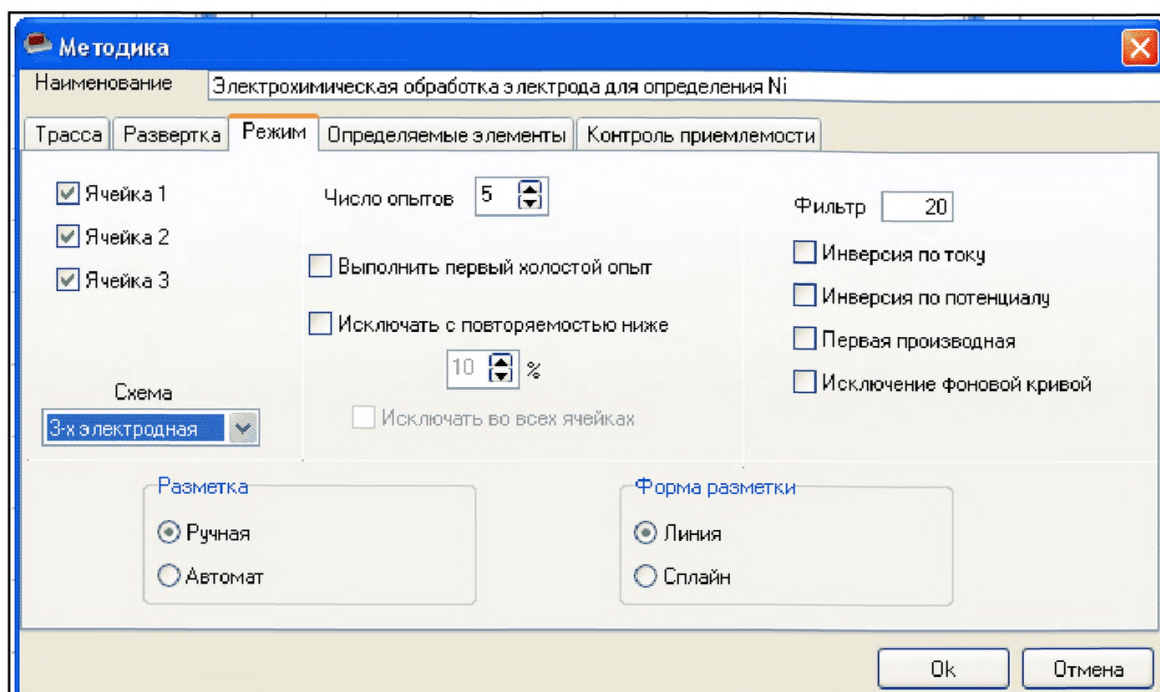 Методика
Наименование Электрохимическая обработка электрода для определения Ni
Трасса Развертка Режим Определяемые элементы Контроль приемлемости
Ячейка 1
Ячейка 2
Ячейка 3
Схема
3-х электродная
Число опытов 5
Выполнить первый холостой опыт
Исключать с повторяемостью ниже
10 %
Исключать во всех ячейках
Фильтр 20
Инверсия по току
Инверсия по потенциалу
Первая производная
Исключение фоновой кривой
Разметка
Ручная
Автомат
Форма разметки
Линия
Сплайн
Ok Отмена